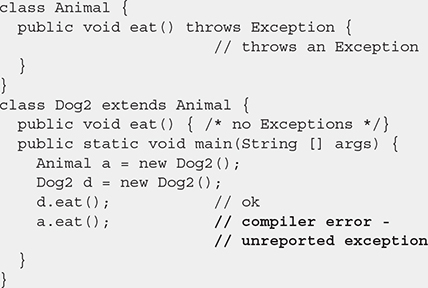 class Animal {
  public void eat() throws Exception {
                    // throws an Exception
  }
}
class Dog2 extends Animal {
  public void eat() { /* no Exceptions */}
  public static void main(String [] args) {
    Animal a = new Dog2();
    Dog2 d = new Dog2();
    d.eat();        // ok
    a.eat();        // compiler error -
                    // unreported exception
  }
}